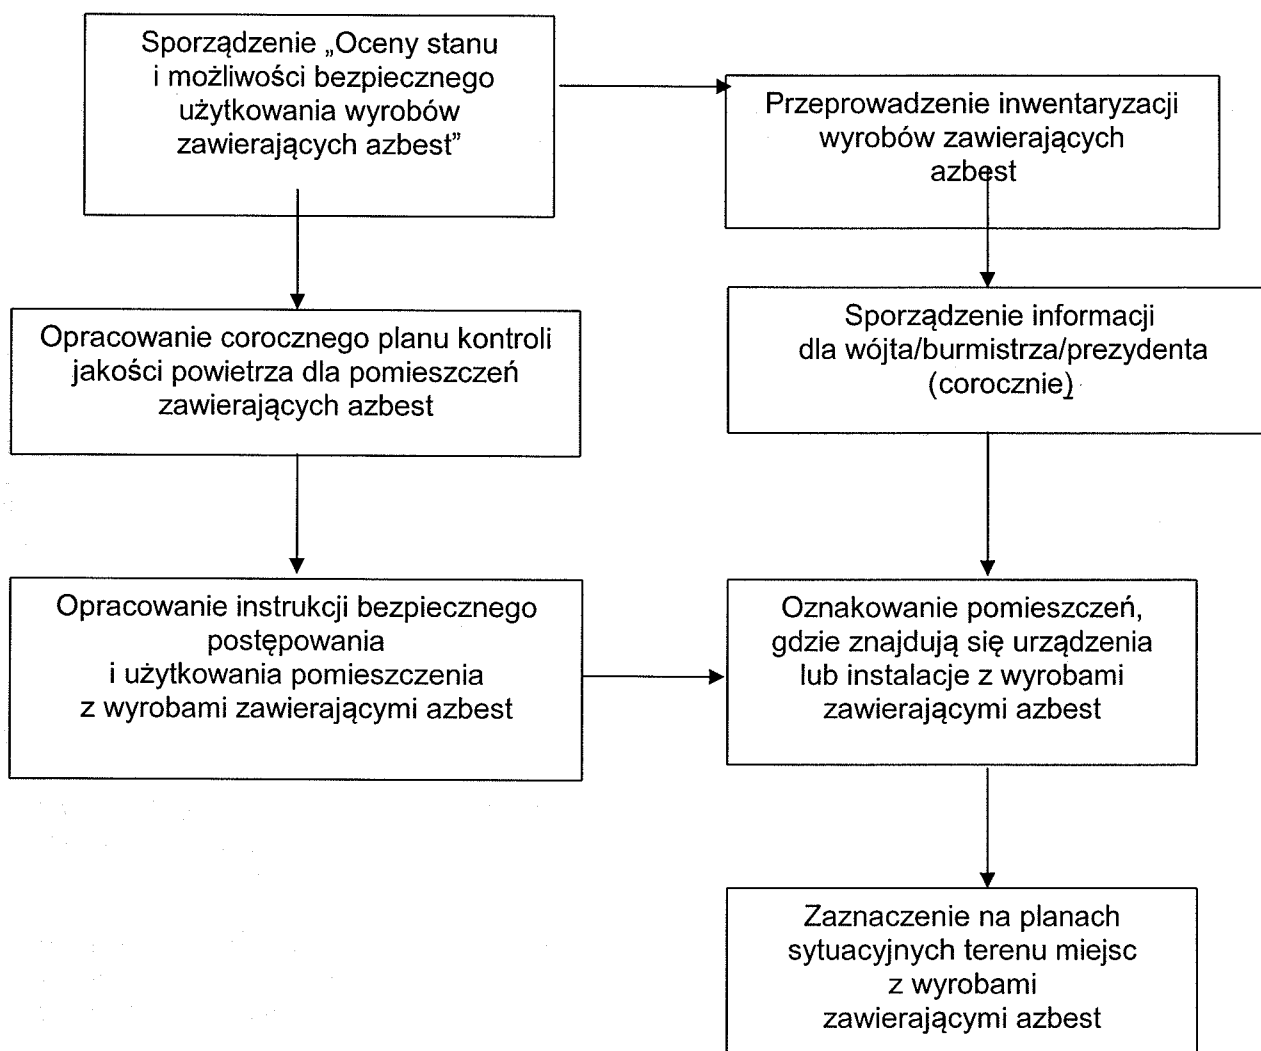 Sporządzenie „Oceny stanu
i możliwości bezpiecznego
użytkowania wyrobów
zawierających azbest”
Przeprowadzenie inwentaryzacji
wyrobów zawierających
azbest
Opracowanie corocznego planu kontroli
jakości powietrza dla pomieszczeń
zawierających azbest
Sporządzenie informacji
dla wójta/burmistrza/prezydenta
(corocznie)
Opracowanie instrukcji bezpiecznego
postępowania
i użytkowania pomieszczenia
z wyrobami zawierającymi azbest
Oznakowanie pomieszczeń,
gdzie znajdują się urządzenia
lub instalacje z wyrobami
zawierającymi azbest
Zaznaczenie na planach
sytuacyjnych terenu miejsc
z wyrobami
zawierającymi azbest